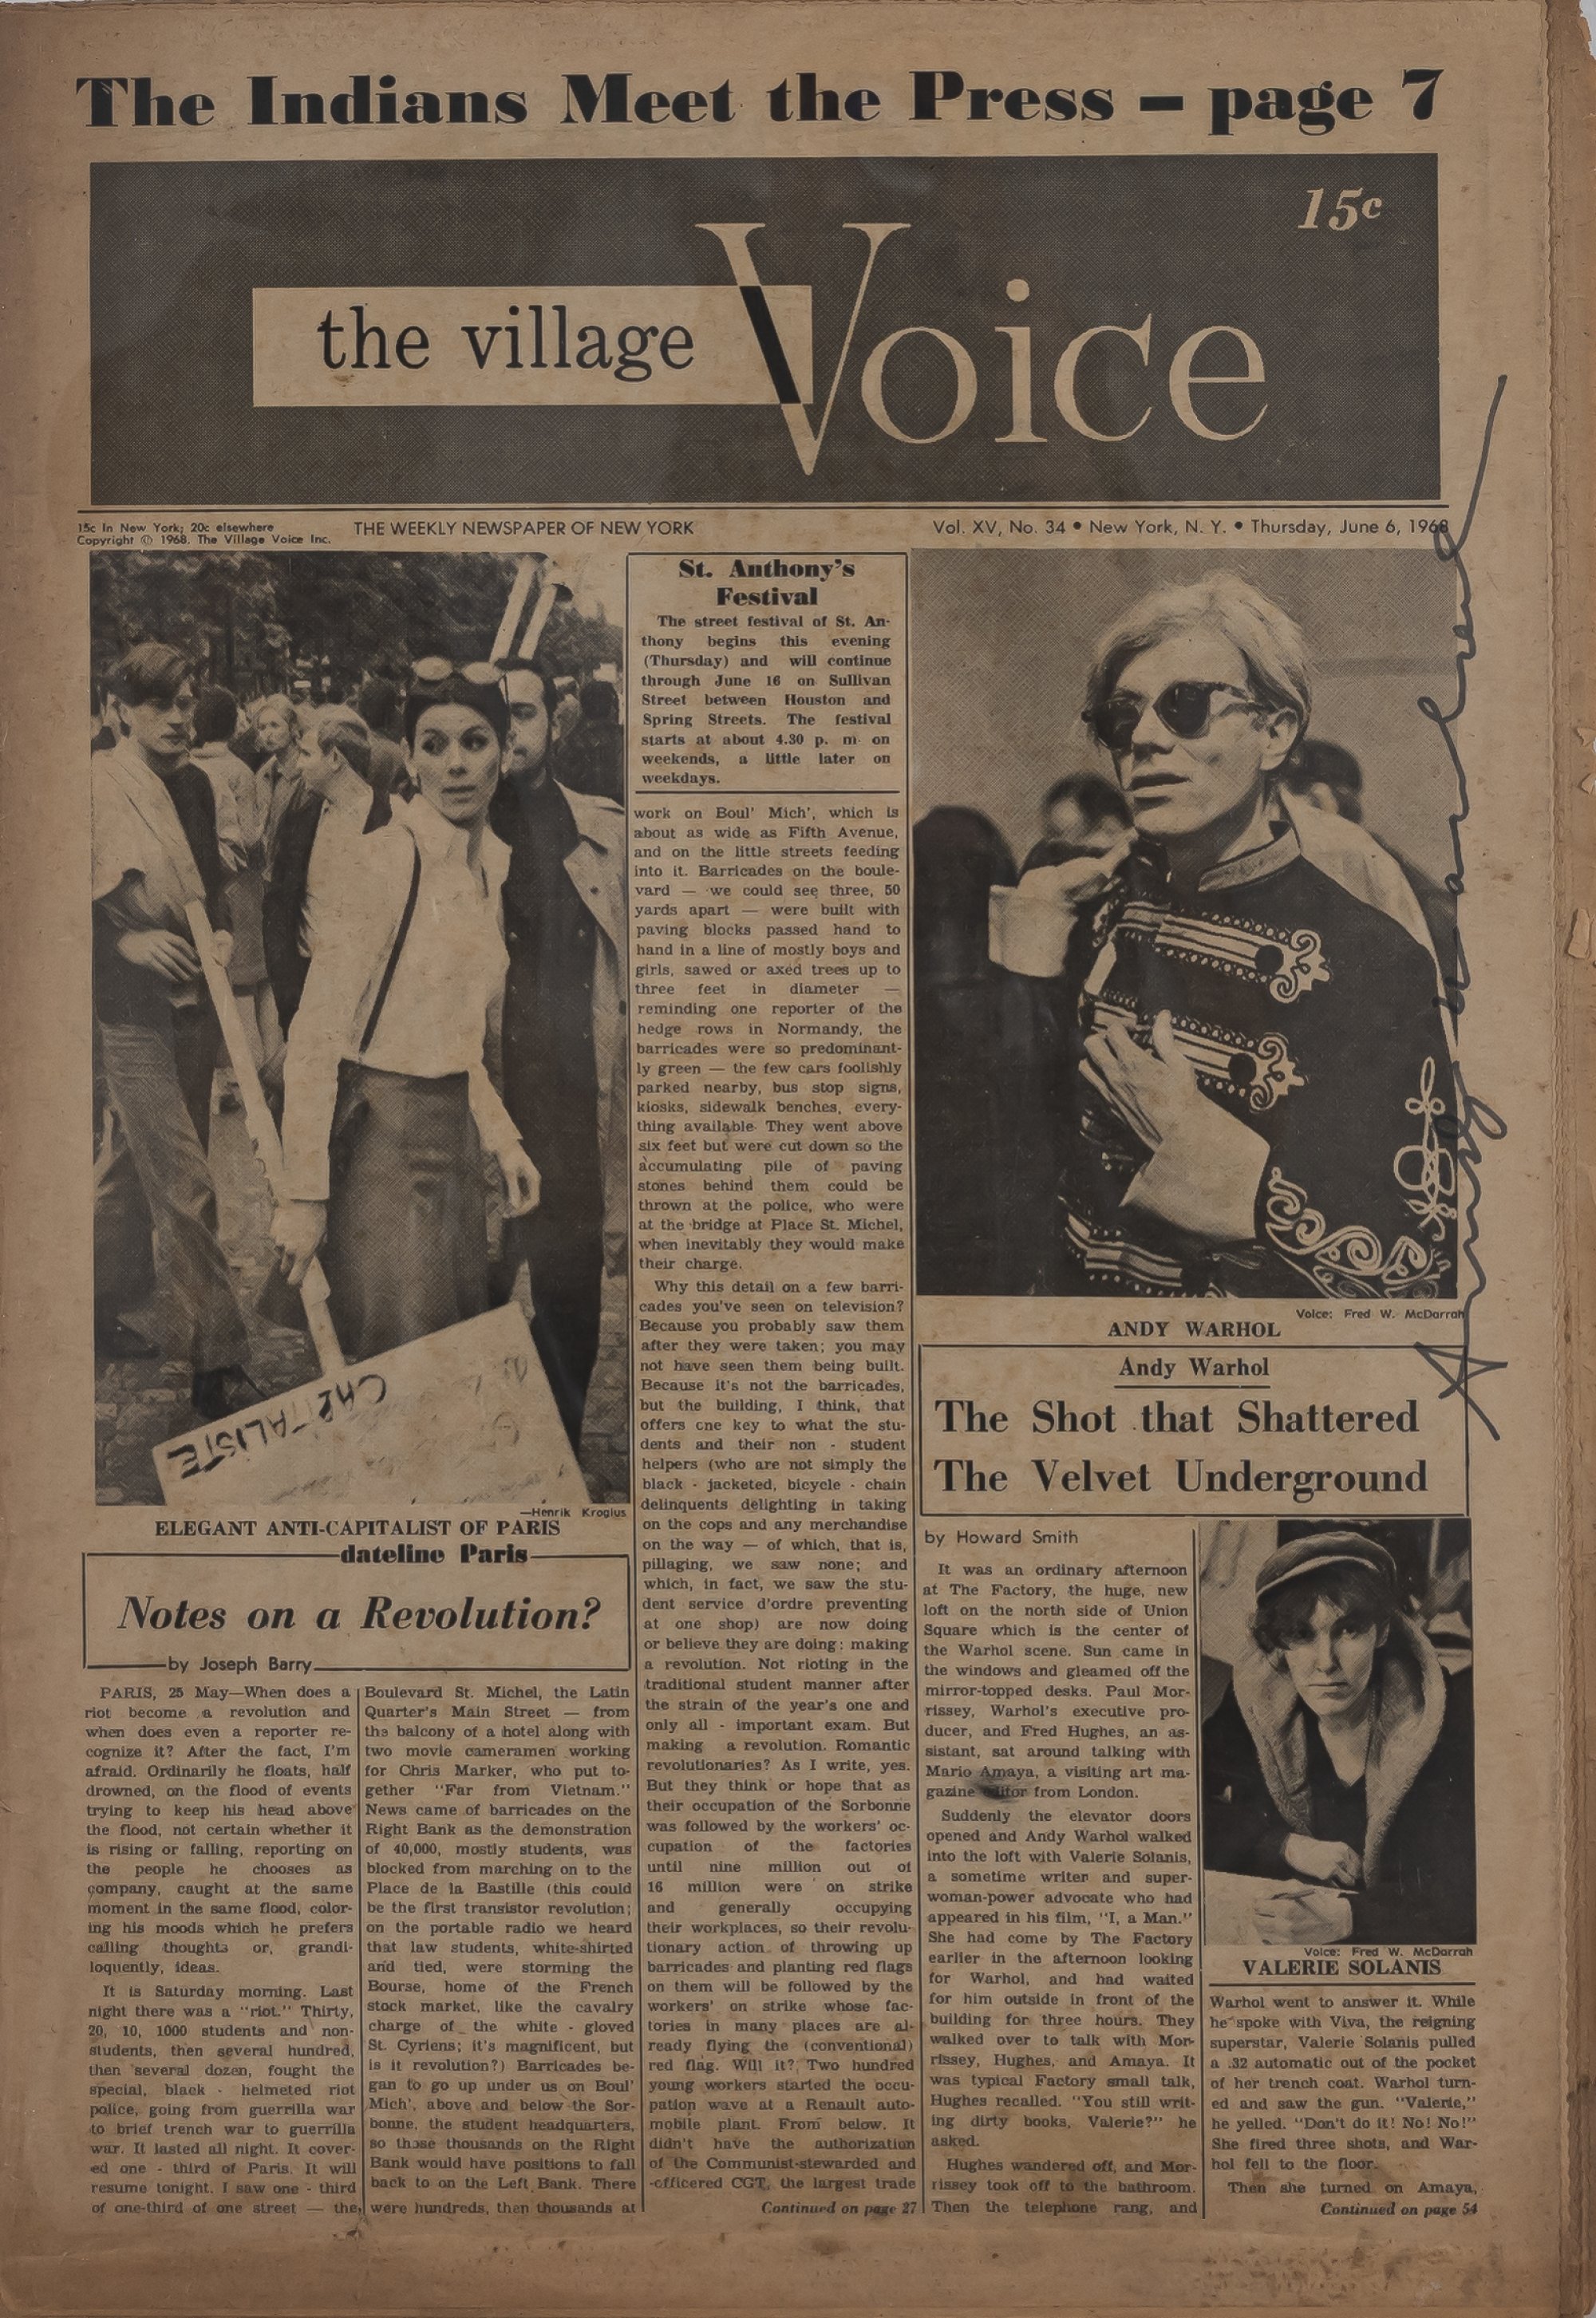 The Indians Meet the Press — page 7
15c
the village Voice
15c in New York; 20c elsewhere
Copyright © 1968. The Village Voice Inc.
THE WEEKLY NEWSPAPER OF NEW YORK
Vol. XV, No. 34 • New York, N. Y. • Thursday, June 6, 1968
CAPITALISTE
—Henrik Krogius
ELEGANT ANTI-CAPITALIST OF PARIS
dateline Paris
Notes on a Revolution?
by Joseph Barry
PARIS, 25 May—When does a
riot become a revolution and
when does even a reporter re-
cognize it? After the fact, I'm
afraid. Ordinarily he floats, half
drowned, on the flood of events
trying to keep his head above
the flood, not certain whether it
is rising or falling, reporting on
the people he chooses as
company, caught at the same
moment in the same flood, color-
ing his moods which he prefers
calling thoughts or, grandi-
loquently, ideas.
It is Saturday morning. Last
night there was a "riot." Thirty,
20, 10, 1000 students and non-
students, then several hundred,
then several dozen, fought the
special, black - helmeted riot
police, going from guerrilla war
to brief trench war to guerrilla
war. It lasted all night. It cover-
ed one - third of Paris. It will
resume tonight. I saw one - third
of one-third of one street — the
Boulevard St. Michel, the Latin
Quarter's Main Street — from
the balcony of a hotel along with
two movie cameramen working
for Chris Marker, who put to-
gether "Far from Vietnam."
News came of barricades on the
Right Bank as the demonstration
of 40,000, mostly students, was
blocked from marching on to the
Place de la Bastille (this could
be the first transistor revolution;
on the portable radio we heard
that law students, white-shirted
and tied, were storming the
Bourse, home of the French
stock market, like the cavalry
charge of the white - gloved
St. Cyriens; it's magnificent, but
is it revolution?) Barricades be-
gan to go up under us on Boul'
Mich', above and below the Sor-
bonne, the student headquarters,
so those thousands on the Right
Bank would have positions to fall
back to on the Left Bank. There
were hundreds, then thousands at
St. Anthony's
Festival
The street festival of St. An-
thony begins this evening
(Thursday) and will continue
through June 16 on Sullivan
Street between Houston and
Spring Streets. The festival
starts at about 4.30 p. m. on
weekends, a little later on
weekdays.
work on Boul' Mich', which is
about as wide as Fifth Avenue,
and on the little streets feeding
into it. Barricades on the boule-
vard — we could see three, 50
yards apart — were built with
paving blocks passed hand to
hand in a line of mostly boys and
girls, sawed or axed trees up to
three feet in diameter —
reminding one reporter of the
hedge rows in Normandy, the
barricades were so predominant-
ly green — the few cars foolishly
parked nearby, bus stop signs,
kiosks, sidewalk benches, every-
thing available. They went above
six feet but were cut down so the
accumulating pile of paving
stones behind them could be
thrown at the police, who were
at the bridge at Place St. Michel,
when inevitably they would make
their charge.
Why this detail on a few barri-
cades you've seen on television?
Because you probably saw them
after they were taken; you may
not have seen them being built.
Because it's not the barricades,
but the building, I think, that
offers one key to what the stu-
dents and their non - student
helpers (who are not simply the
black - jacketed, bicycle - chain
delinquents delighting in taking
on the cops and any merchandise
on the way — of which, that is,
pillaging, we saw none; and
which, in fact, we saw the stu-
dent service d'ordre preventing
at one shop) are now doing
or believe they are doing: making
a revolution. Not rioting in the
traditional student manner after
the strain of the year's one and
only all - important exam. But
making a revolution. Romantic
revolutionaries? As I write, yes.
But they think or hope that as
their occupation of the Sorbonne
was followed by the workers' oc-
cupation of the factories
until nine million out of
16 million were on strike
and generally occupying
their workplaces, so their revolu-
tionary action of throwing up
barricades and planting red flags
on them will be followed by the
workers' on strike whose fac-
tories in many places are al-
ready flying the (conventional)
red flag. Will it? Two hundred
young workers started the occu-
pation wave at a Renault auto-
mobile plant. From below. It
didn't have the authorization
of the Communist-stewarded and
-officered CGT, the largest trade
Continued on page 27
Andy Warhol
Voice: Fred W. McDarrah
ANDY WARHOL
Andy Warhol
The Shot that Shattered
The Velvet Underground
by Howard Smith
It was an ordinary afternoon
at The Factory, the huge, new
loft on the north side of Union
Square which is the center of
the Warhol scene. Sun came in
the windows and gleamed off the
mirror-topped desks. Paul Mor-
rissey, Warhol's executive pro-
ducer, and Fred Hughes, an as-
sistant, sat around talking with
Mario Amaya, a visiting art ma-
gazine editor from London.
Suddenly the elevator doors
opened and Andy Warhol walked
into the loft with Valerie Solanis,
a sometime writer and super-
woman-power advocate who had
appeared in his film, "I, a Man."
She had come by The Factory
earlier in the afternoon looking
for Warhol, and had waited
for him outside in front of the
building for three hours. They
walked over to talk with Mor-
rissey, Hughes, and Amaya. It
was typical Factory small talk,
Hughes recalled. "You still writ-
ing dirty books, Valerie?" he
asked.
Hughes wandered off, and Mor-
rissey took off to the bathroom.
Then the telephone rang, and
Voice: Fred W. McDarrah
VALERIE SOLANIS
Warhol went to answer it. While
he spoke with Viva, the reigning
superstar, Valerie Solanis pulled
a .32 automatic out of the pocket
of her trench coat. Warhol turn-
ed and saw the gun. "Valerie,"
he yelled. "Don't do it! No! No!"
She fired three shots, and War-
hol fell to the floor.
Then she turned on Amaya,
Continued on page 54